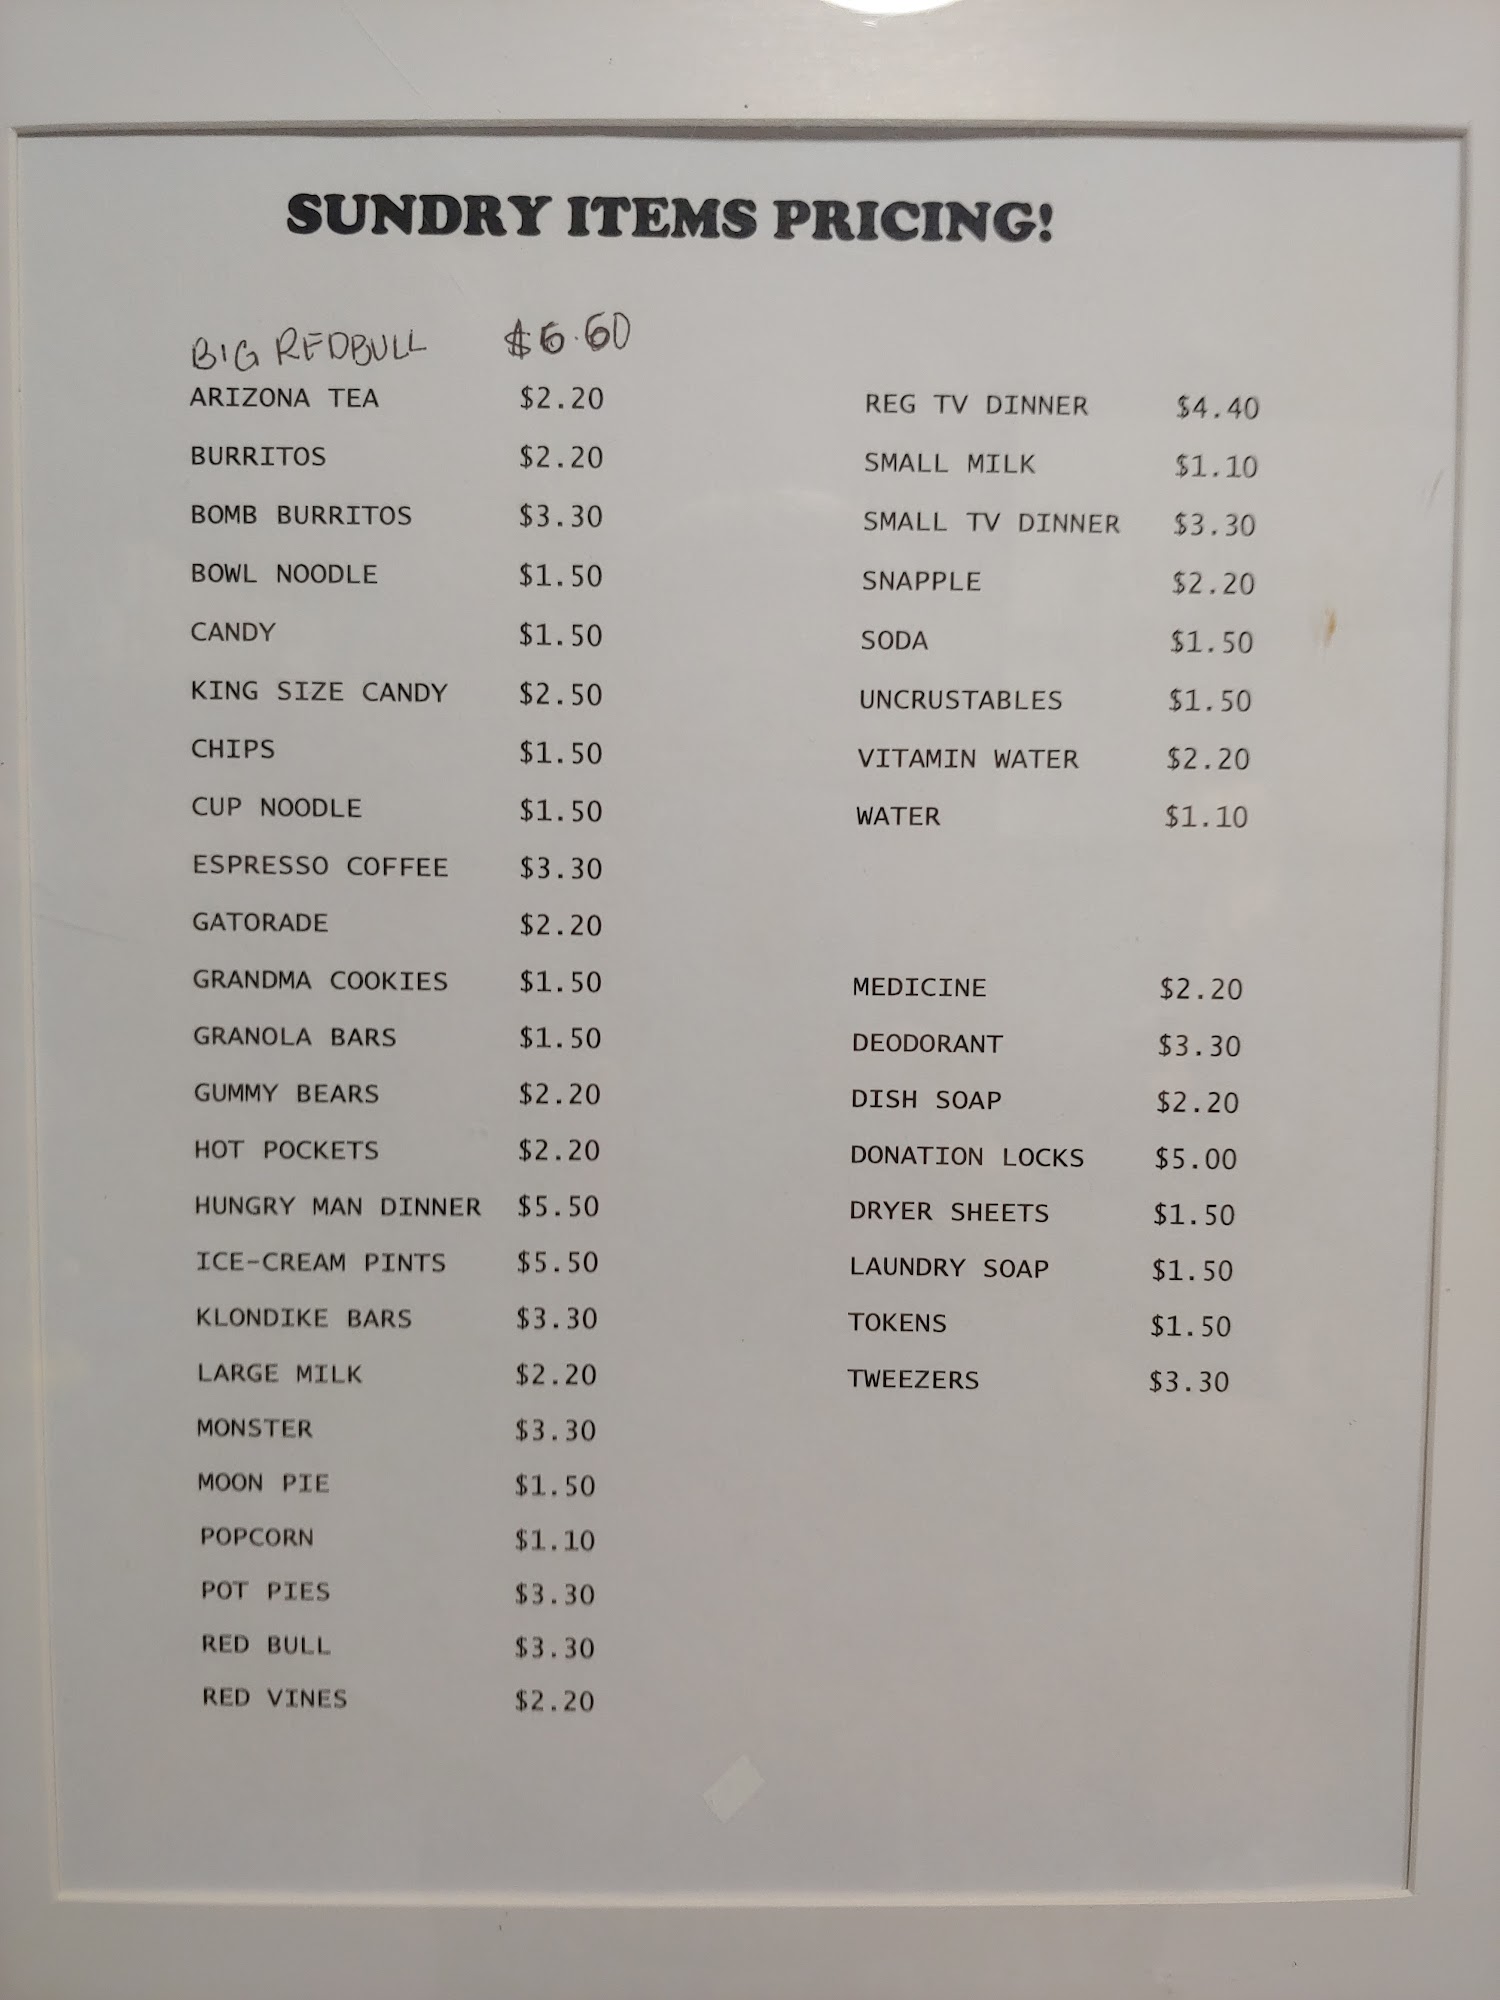 SUNDRY ITEMS PRICING!
BIG REDBULL $6.60
ARIZONA TEA $2.20
BURRITOS $2.20
BOMB BURRITOS $3.30
BOWL NOODLE $1.50
CANDY $1.50
KING SIZE CANDY $2.50
CHIPS $1.50
CUP NOODLE $1.50
ESPRESSO COFFEE $3.30
GATORADE $2.20
GRANDMA COOKIES $1.50
GRANOLA BARS $1.50
GUMMY BEARS $2.20
HOT POCKETS $2.20
HUNGRY MAN DINNER $5.50
ICE-CREAM PINTS $5.50
KLONDIKE BARS $3.30
LARGE MILK $2.20
MONSTER $3.30
MOON PIE $1.50
POPCORN $1.10
POT PIES $3.30
RED BULL $3.30
RED VINES $2.20
REG TV DINNER $4.40
SMALL MILK $1.10
SMALL TV DINNER $3.30
SNAPPLE $2.20
SODA $1.50
UNCRUSTABLES $1.50
VITAMIN WATER $2.20
WATER $1.10
MEDICINE $2.20
DEODORANT $3.30
DISH SOAP $2.20
DONATION LOCKS $5.00
DRYER SHEETS $1.50
LAUNDRY SOAP $1.50
TOKENS $1.50
TWEEZERS $3.30